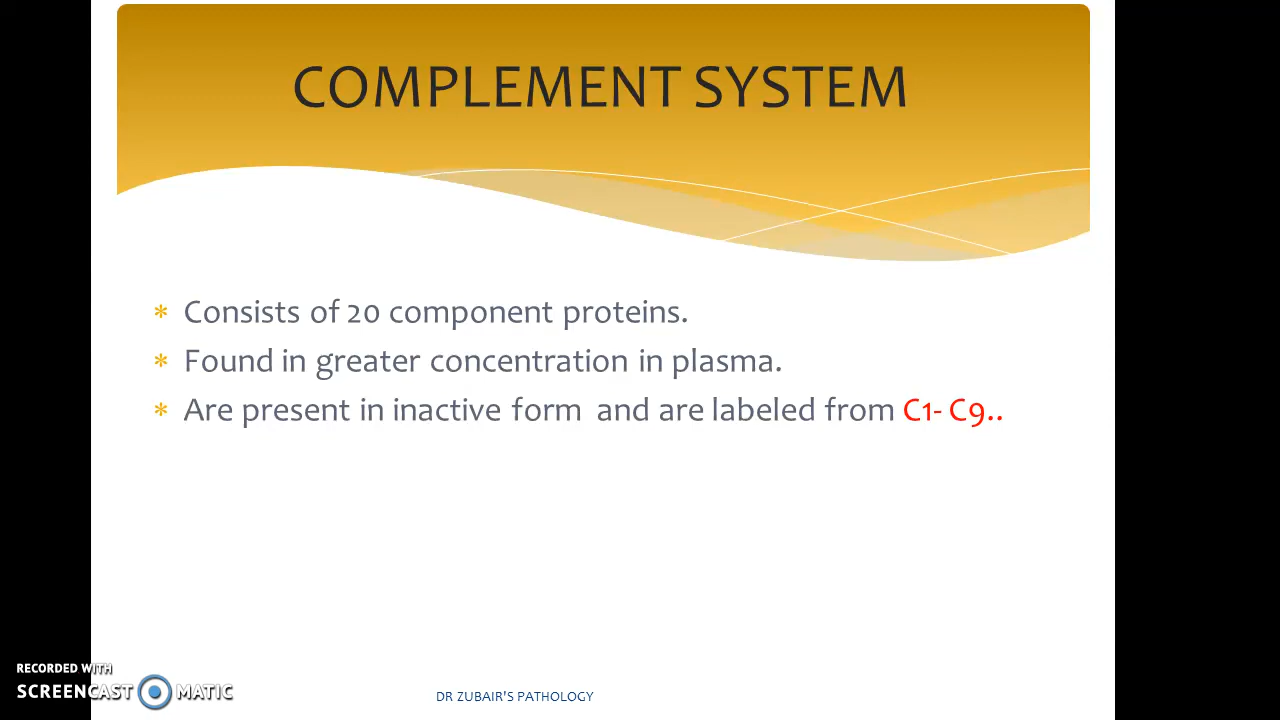 COMPLEMENT SYSTEM
* Consists of 20 component proteins.
* Found in greater concentration in plasma.
* Are present in inactive form and are labeled from C1- C9..
RECORDED WITH
SCREENCAST MATIC
DR ZUBAIR'S PATHOLOGY